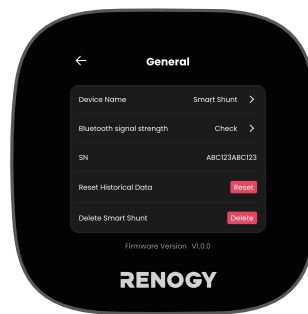 General
Device Name Smart Shunt
Bluetooth signal strength Check
SN ABC123ABC123
Reset Historical Data Reset
Delete Smart Shunt Delete
Firmware Version V1.0.0
RENOGY